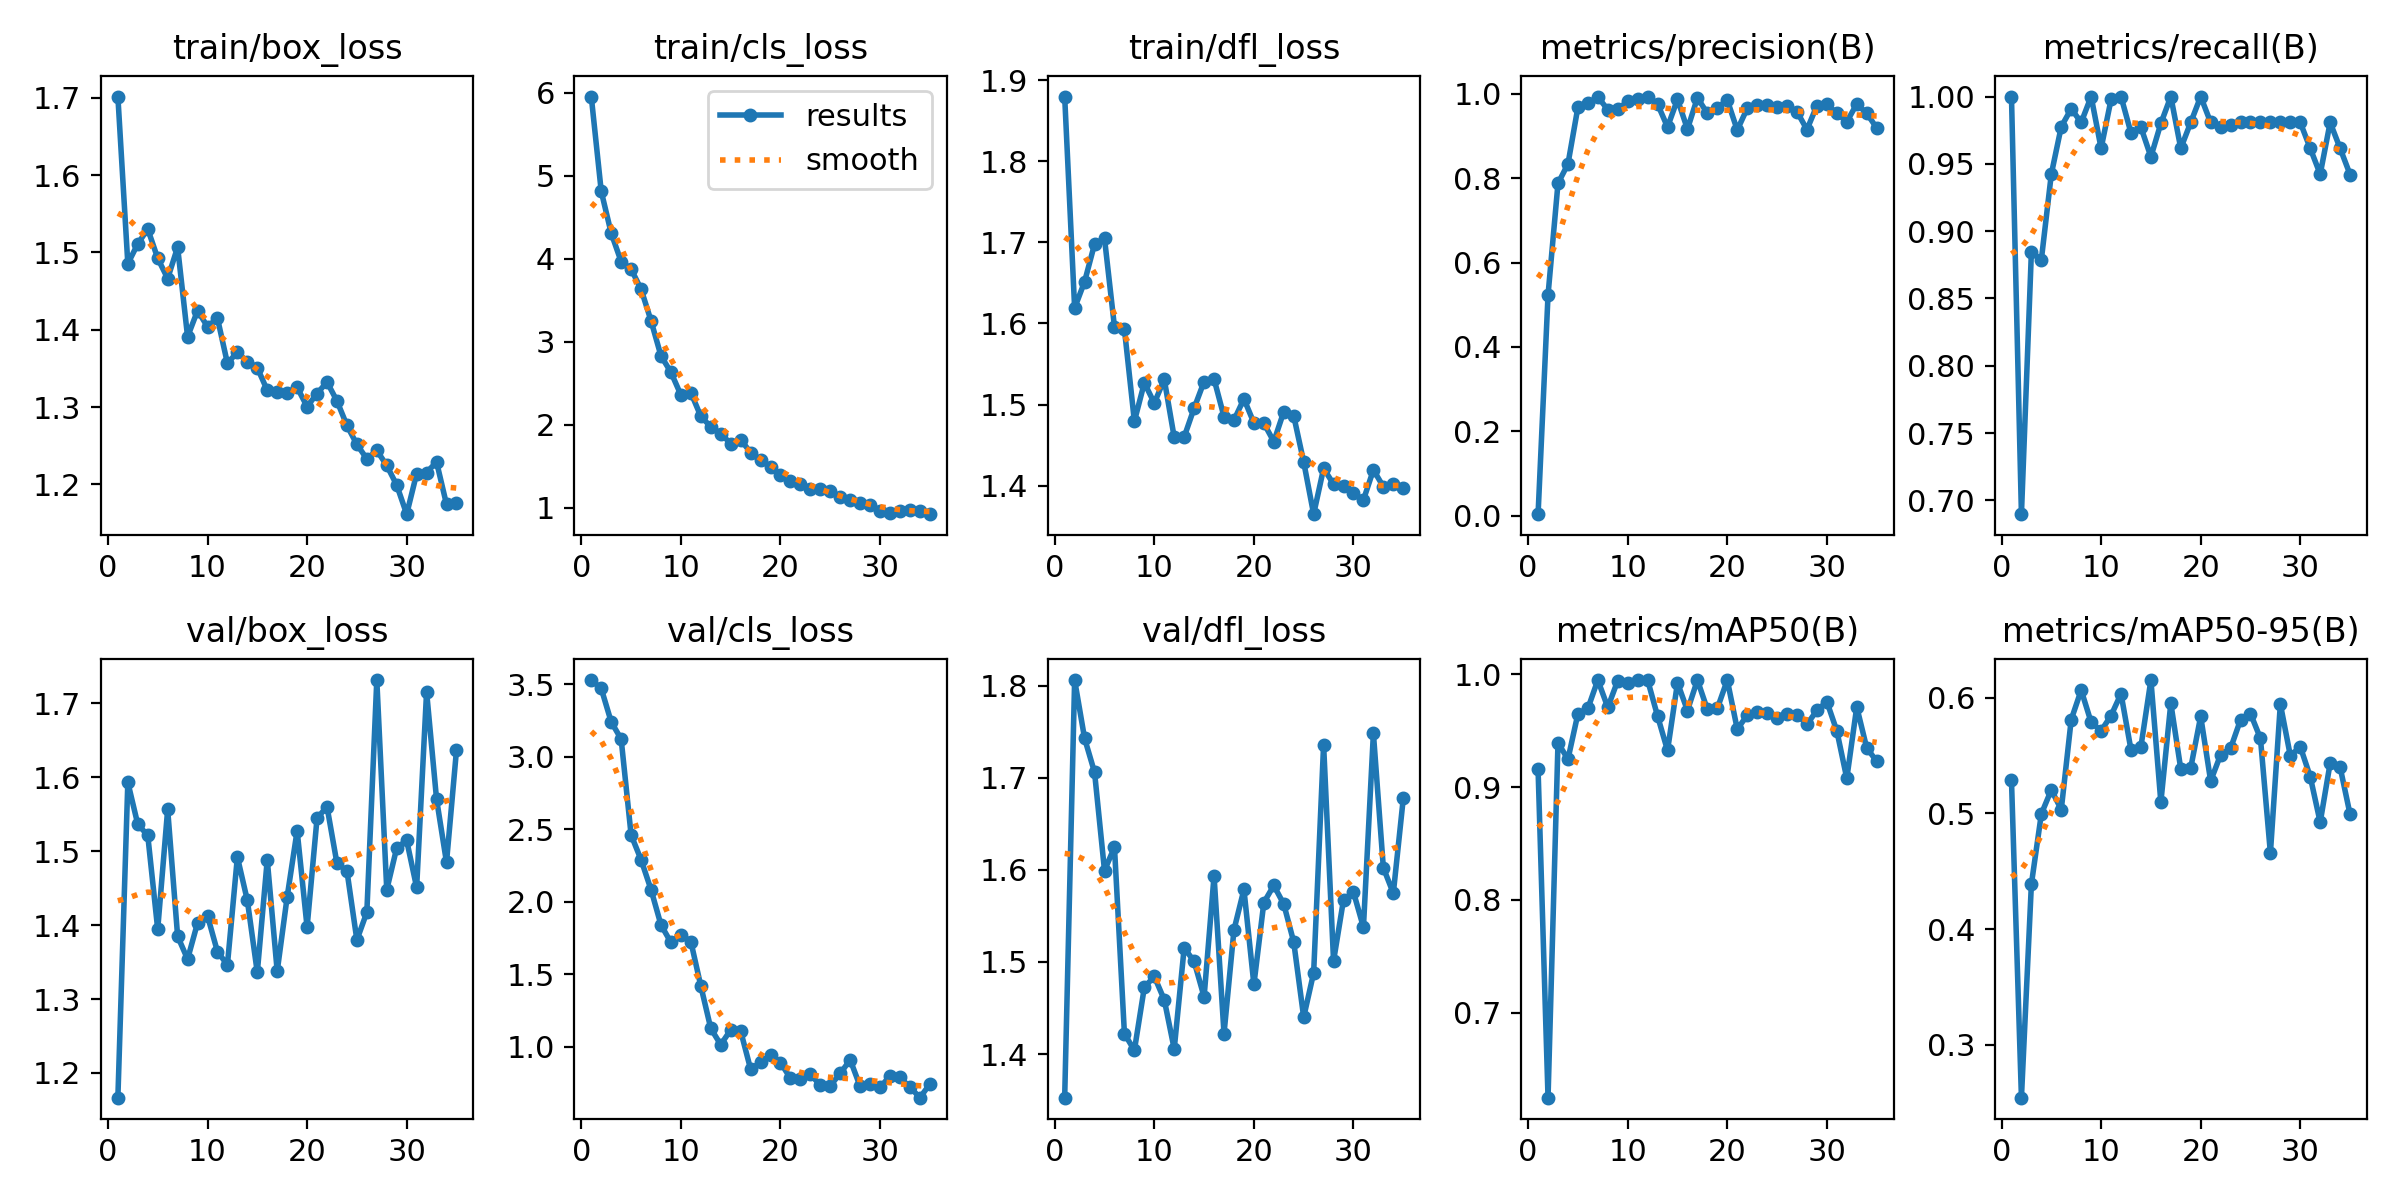 train/box_loss
1.7
1.6
1.5
1.4
1.3
1.2
0 10 20 30
train/cls_loss
results
smooth
6
5
4
3
2
1
0 10 20 30
train/dfl_loss
1.9
1.8
1.7
1.6
1.5
1.4
0 10 20 30
metrics/precision(B)
1.0
0.8
0.6
0.4
0.2
0.0
0 10 20 30
metrics/recall(B)
1.00
0.95
0.90
0.85
0.80
0.75
0.70
0 10 20 30
val/box_loss
1.7
1.6
1.5
1.4
1.3
1.2
0 10 20 30
val/cls_loss
3.5
3.0
2.5
2.0
1.5
1.0
0 10 20 30
val/dfl_loss
1.8
1.7
1.6
1.5
1.4
0 10 20 30
metrics/mAP50(B)
1.0
0.9
0.8
0.7
0 10 20 30
metrics/mAP50-95(B)
0.6
0.5
0.4
0.3
0 10 20 30